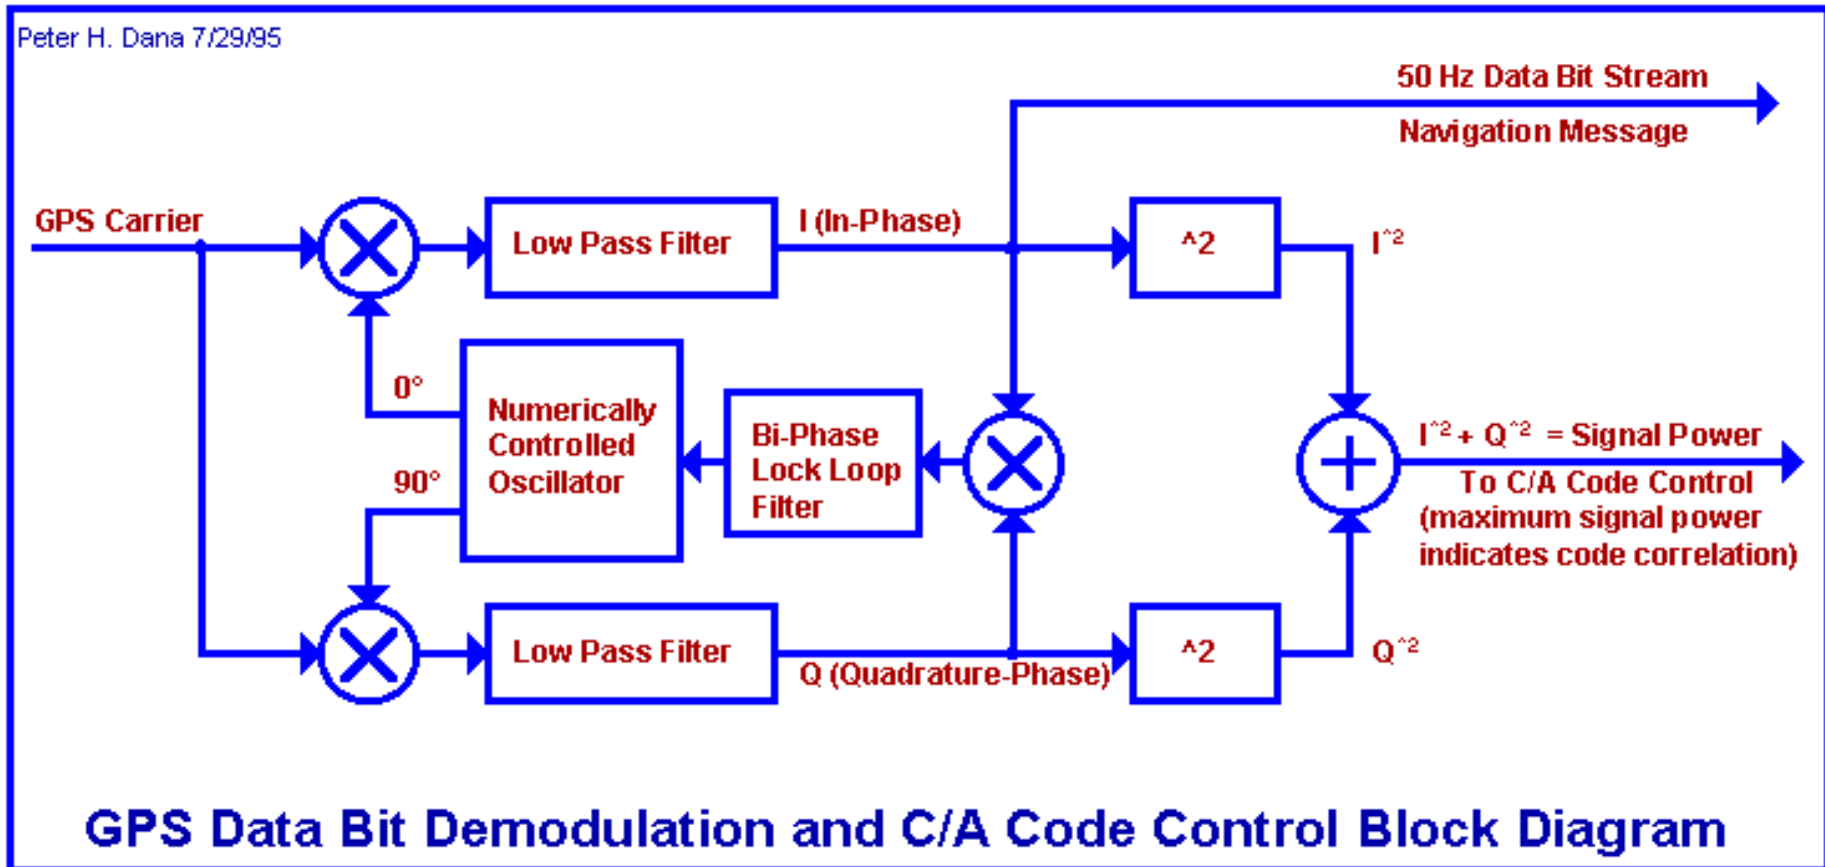 Peter H. Dana 7/29/95
50 Hz Data Bit Stream
Navigation Message
GPS Carrier
Low Pass Filter
I (In-Phase)
^2
I^2
0°
90°
Numerically
Controlled
Oscillator
Bi-Phase
Lock Loop
Filter
I^2 + Q^2 = Signal Power
To C/A Code Control
(maximum signal power
indicates code correlation)
Low Pass Filter
Q (Quadrature-Phase)
^2
Q^2
GPS Data Bit Demodulation and C/A Code Control Block Diagram